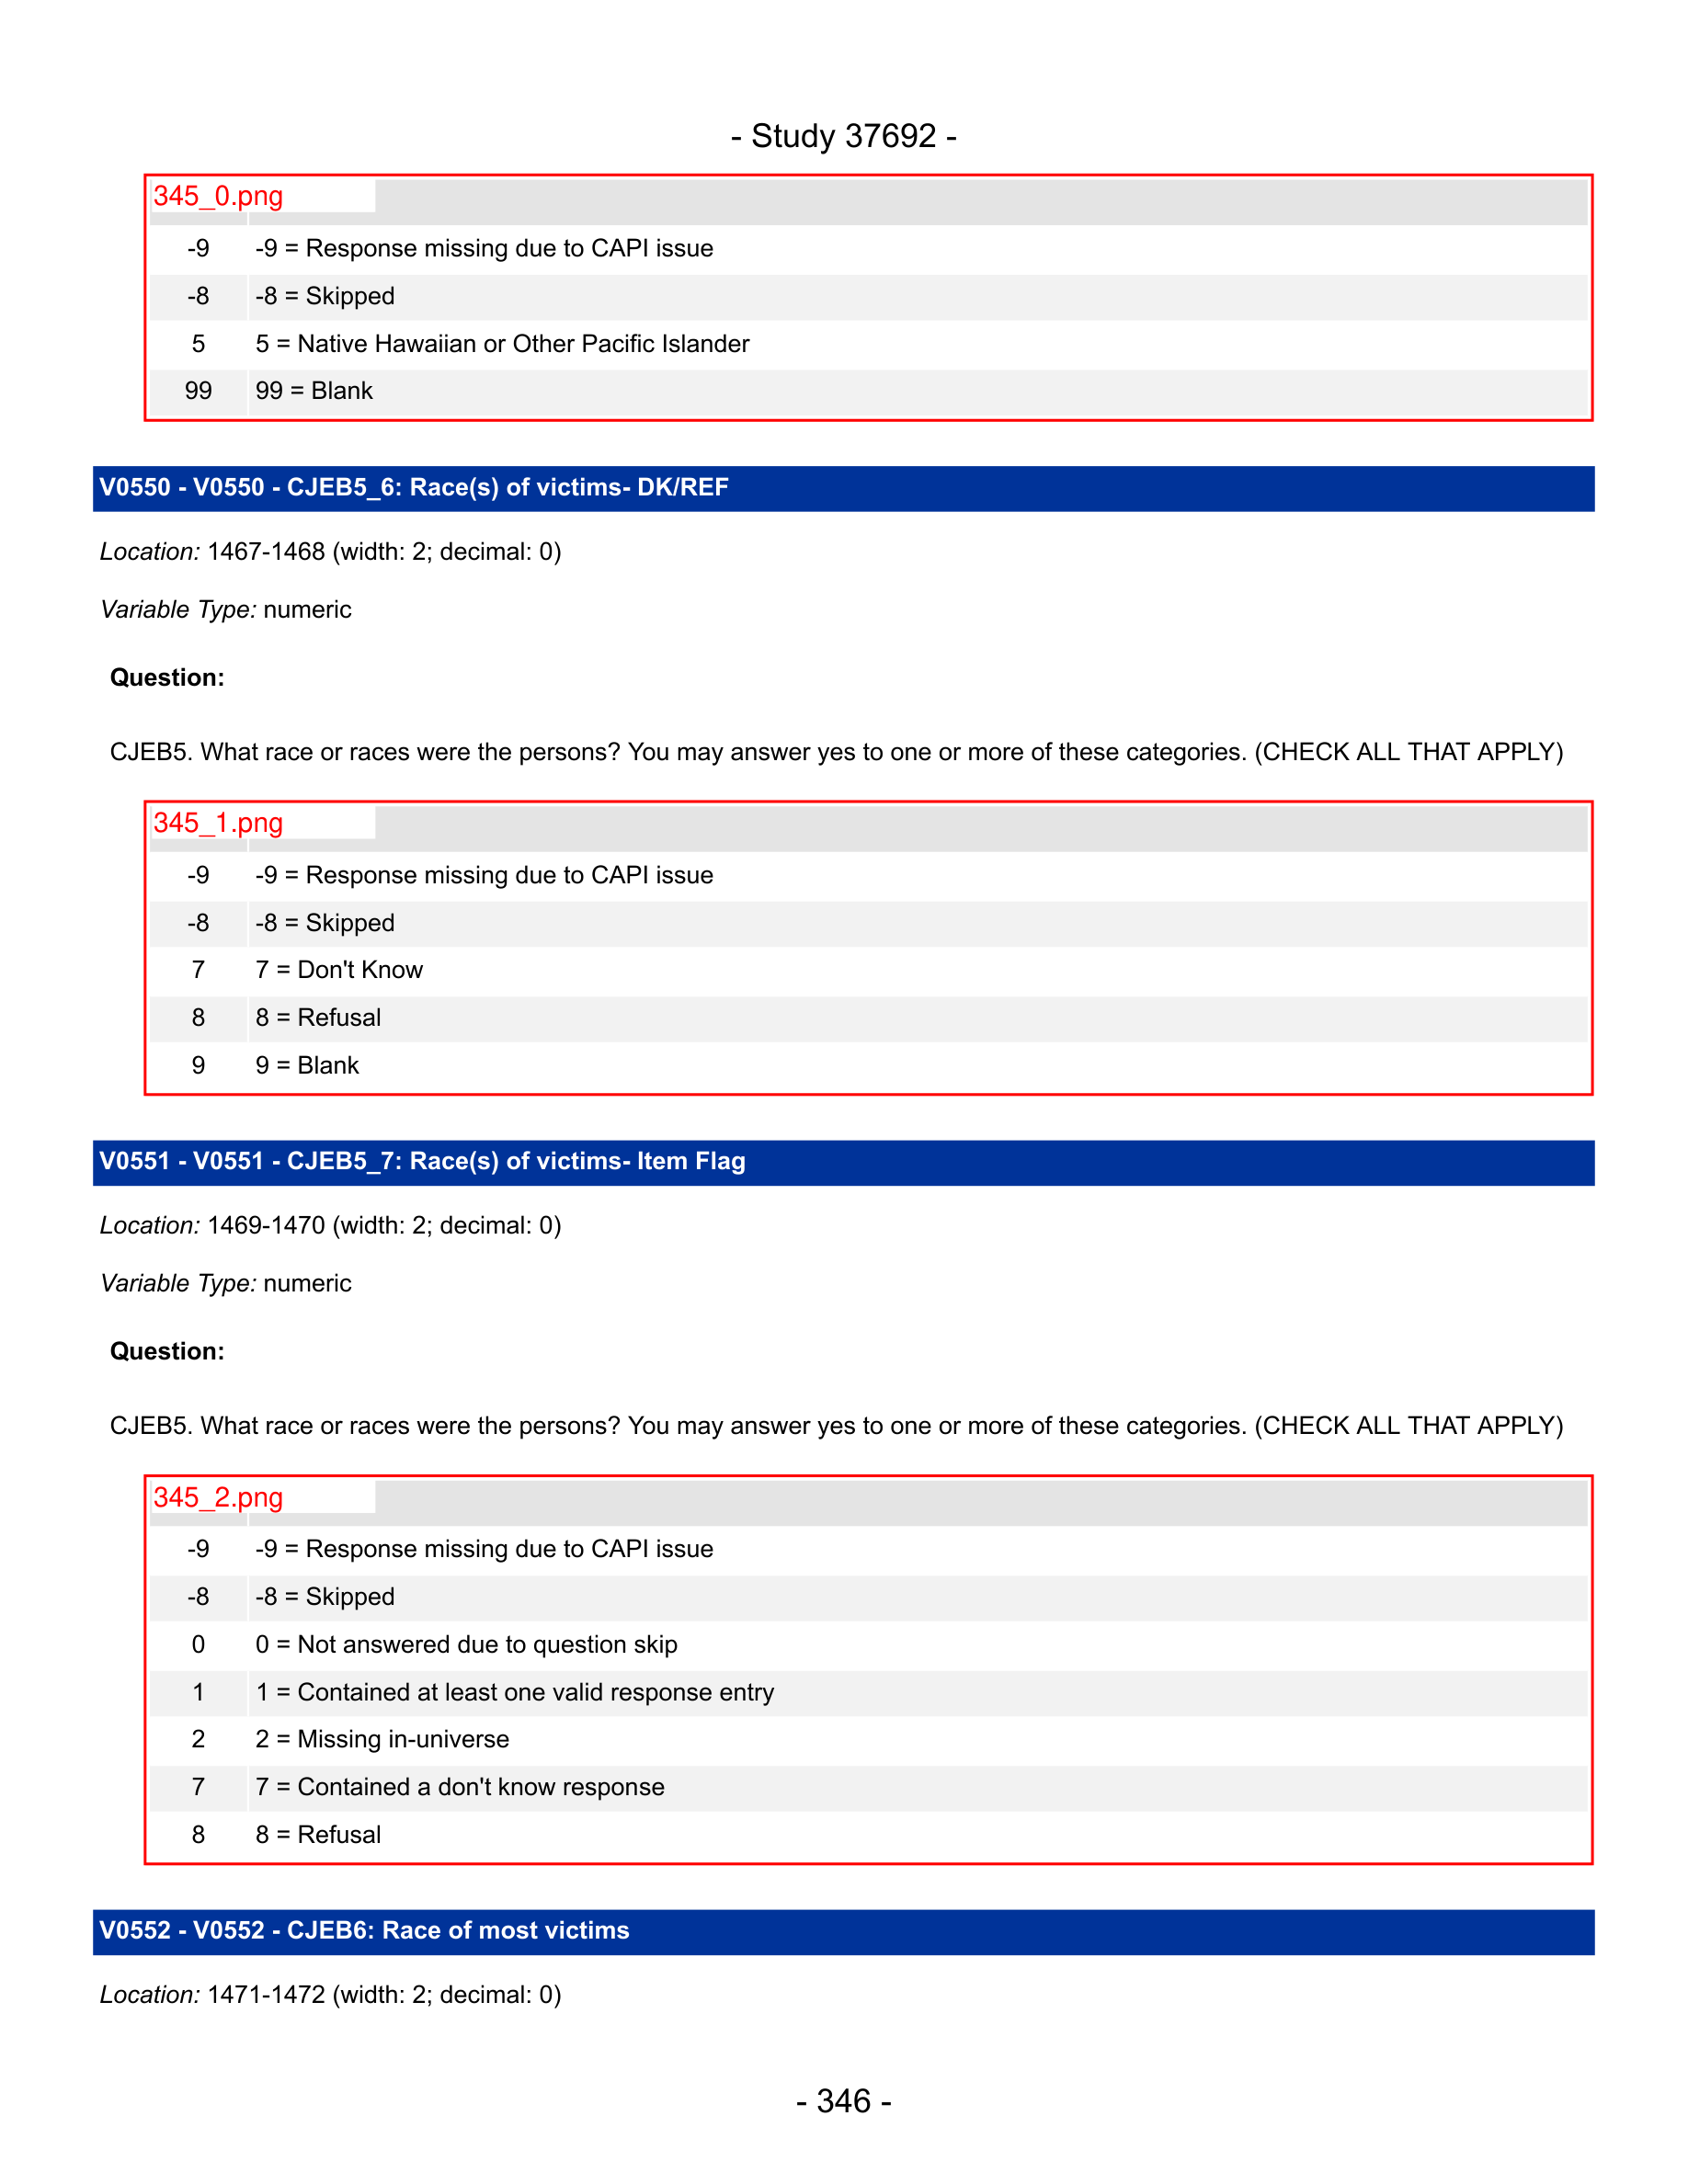 - Study 37692 -
345_0.png
-9 -9 = Response missing due to CAPI issue
-8 -8 = Skipped
5 5 = Native Hawaiian or Other Pacific Islander
99 99 = Blank
V0550 - V0550 - CJEB5_6: Race(s) of victims- DK/REF
Location: 1467-1468 (width: 2; decimal: 0)
Variable Type: numeric
Question:
CJEB5. What race or races were the persons? You may answer yes to one or more of these categories. (CHECK ALL THAT APPLY)
345_1.png
-9 -9 = Response missing due to CAPI issue
-8 -8 = Skipped
7 7 = Don't Know
8 8 = Refusal
9 9 = Blank
V0551 - V0551 - CJEB5_7: Race(s) of victims- Item Flag
Location: 1469-1470 (width: 2; decimal: 0)
Variable Type: numeric
Question:
CJEB5. What race or races were the persons? You may answer yes to one or more of these categories. (CHECK ALL THAT APPLY)
345_2.png
-9 -9 = Response missing due to CAPI issue
-8 -8 = Skipped
0 0 = Not answered due to question skip
1 1 = Contained at least one valid response entry
2 2 = Missing in-universe
7 7 = Contained a don't know response
8 8 = Refusal
V0552 - V0552 - CJEB6: Race of most victims
Location: 1471-1472 (width: 2; decimal: 0)
- 346 -